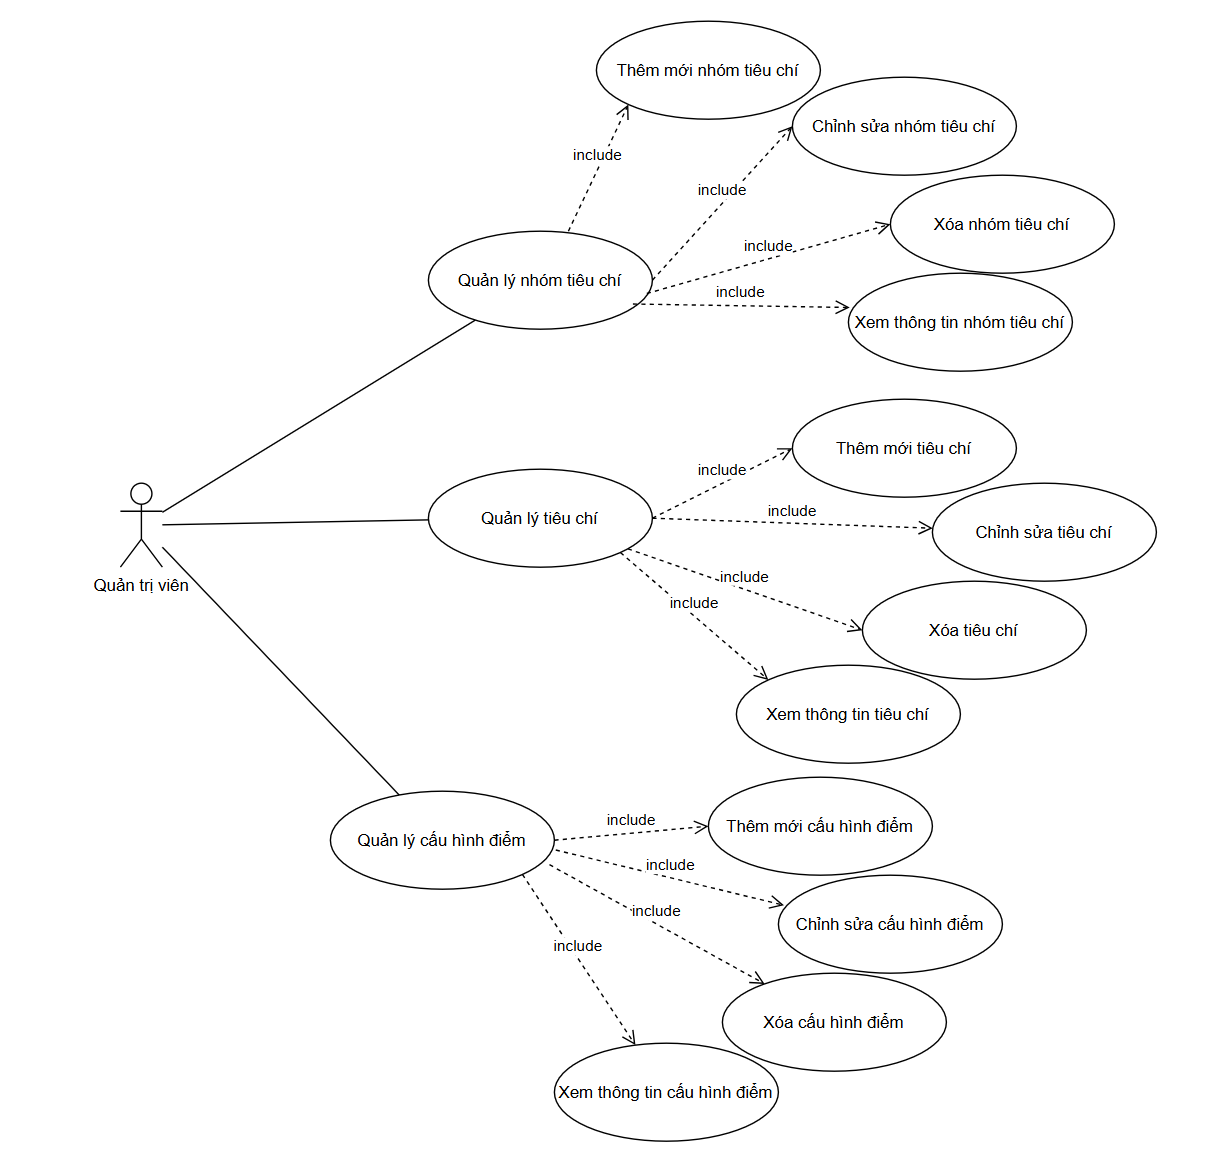 Thêm mới nhóm tiêu chí
Chỉnh sửa nhóm tiêu chí
include
include
Xóa nhóm tiêu chí
include
Quản lý nhóm tiêu chí
include
Xem thông tin nhóm tiêu chí
Thêm mới tiêu chí
include
include
Quản lý tiêu chí
Chỉnh sửa tiêu chí
include
Quản trị viên
include
Xóa tiêu chí
Xem thông tin tiêu chí
include
Thêm mới cấu hình điểm
Quản lý cấu hình điểm
include
include
Chỉnh sửa cấu hình điểm
include
Xóa cấu hình điểm
Xem thông tin cấu hình điểm